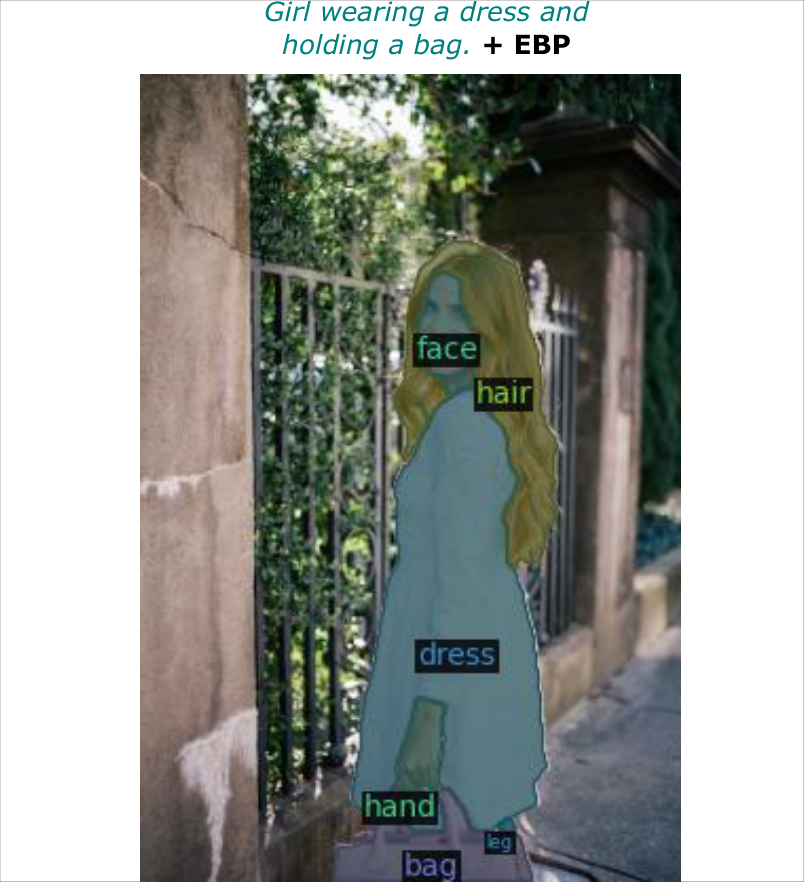 Girl wearing a dress and
holding a bag. + EBP
face
hair
dress
hand
leg
bag